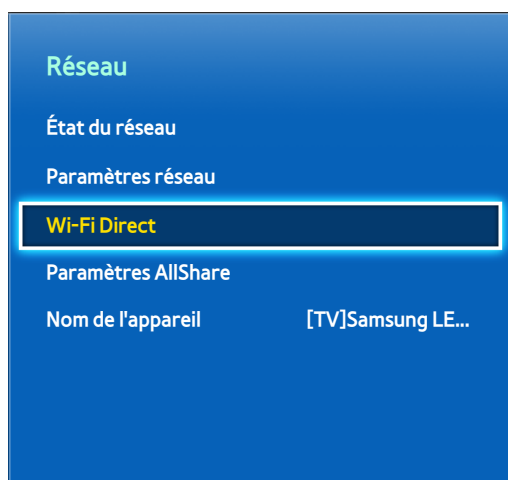 Réseau
État du réseau
Paramètres réseau
Wi-Fi Direct
Paramètres AllShare
Nom de l'appareil [TV]Samsung LE...